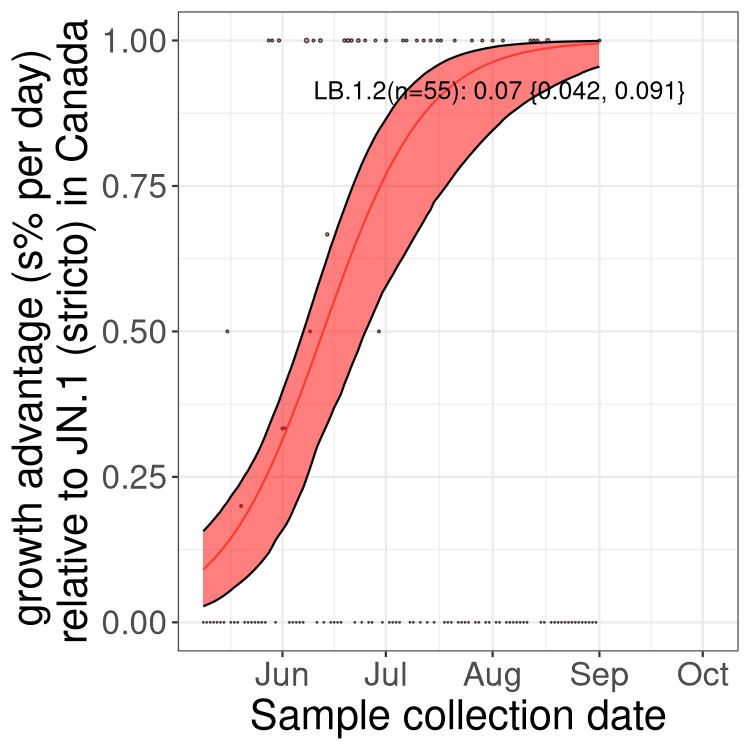 growth advantage (s% per day)
relative to JN.1 (stricto) in Canada
1.00
0.75
0.50
0.25
0.00
LB.1.2(n=55): 0.07 {0.042, 0.091}
Jun Jul Aug Sep Oct
Sample collection date